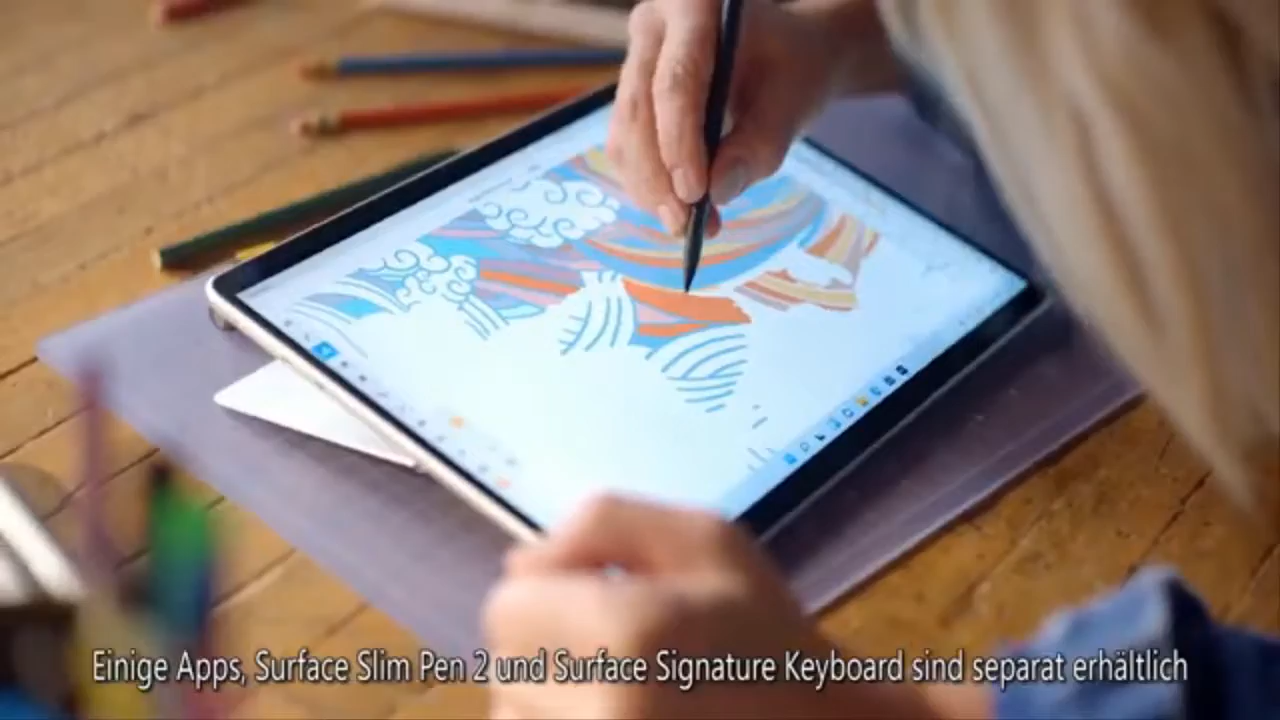 Einige Apps, Surface Slim Pen 2 und Surface Signature Keyboard sind separat erhältlich